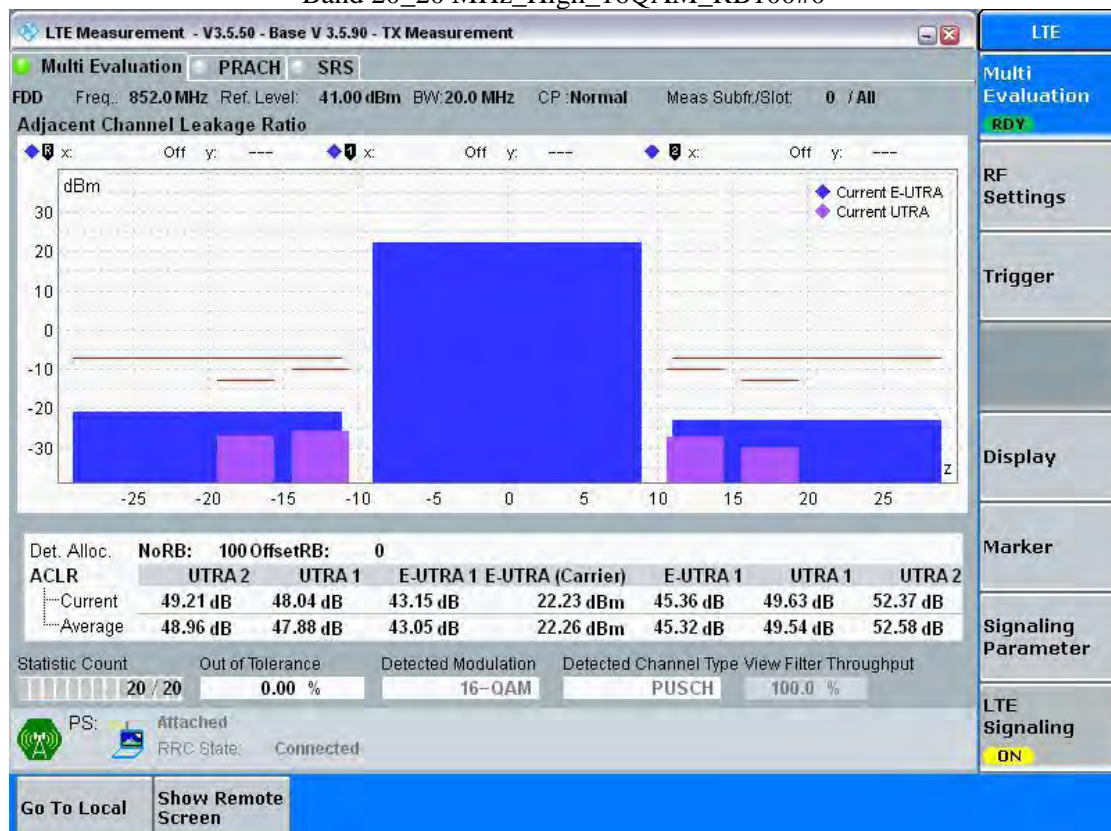 LTE Measurement - V3.5.50 - Base V 3.5.90 - TX Measurement
LTE
Multi Evaluation PRACH SRS
Multi Evaluation
RDY
FDD Freq.: 852.0 MHz Ref. Level: 41.00 dBm BW: 20.0 MHz CP :Normal Meas Subfr./Slot: 0 / All
Adjacent Channel Leakage Ratio
R x: Off y: --- 1 x: Off y: --- 2 x: Off y: ---
dBm
Current E-UTRA
Current UTRA
30
20
10
0
-10
-20
-30
z
-25 -20 -15 -10 -5 0 5 10 15 20 25
RF Settings
Trigger
Display
Marker
Signaling Parameter
LTE Signaling
ON
Det. Alloc. NoRB: 100 OffsetRB: 0
ACLR UTRA 2 UTRA 1 E-UTRA 1 E-UTRA (Carrier) E-UTRA 1 UTRA 1 UTRA 2
Current 49.21 dB 48.04 dB 43.15 dB 22.23 dBm 45.36 dB 49.63 dB 52.37 dB
Average 48.96 dB 47.88 dB 43.05 dB 22.26 dBm 45.32 dB 49.54 dB 52.58 dB
Statistic Count Out of Tolerance Detected Modulation Detected Channel Type View Filter Throughput
20 / 20 0.00 % 16-QAM PUSCH 100.0 %
PS: Attached
RRC State: Connected
Go To Local
Show Remote Screen